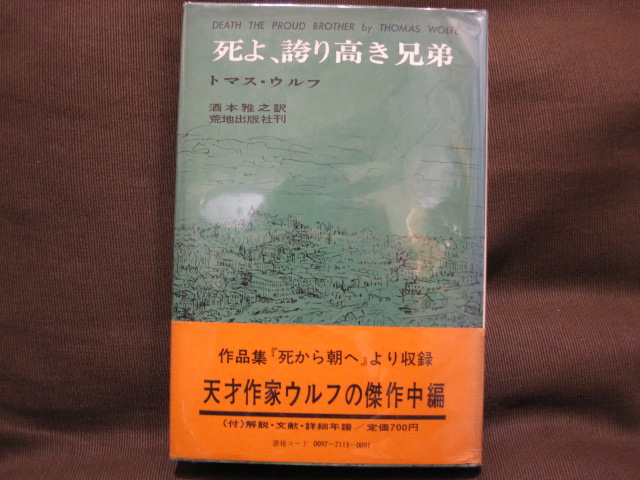 DEATH THE PROUD BROTHER by THOMAS WOLFE
死よ、誇り高き兄弟
トマス・ウルフ
酒本雅之訳
荒地出版社刊
作品集『死から朝へ』より収録
天才作家ウルフの傑作中編
(付)解説・文献・詳細年譜/定価700円
書籍コード 0097-7113-0091